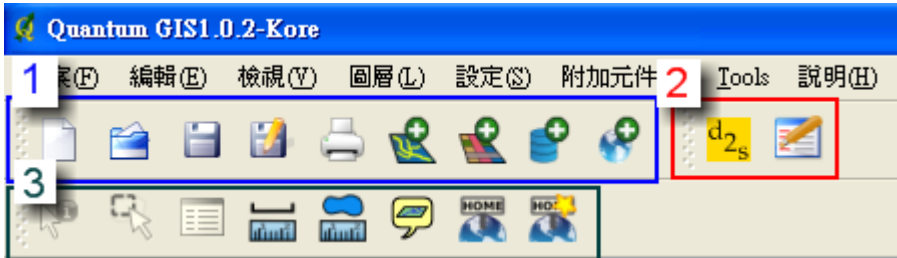 Quantum GIS1.0.2-Kore
1 案(F) 編輯(E) 檢視(V) 圖層(L) 設定(S) 附加元件 2 Tools 說明(H)
d2s
3
HOME HO